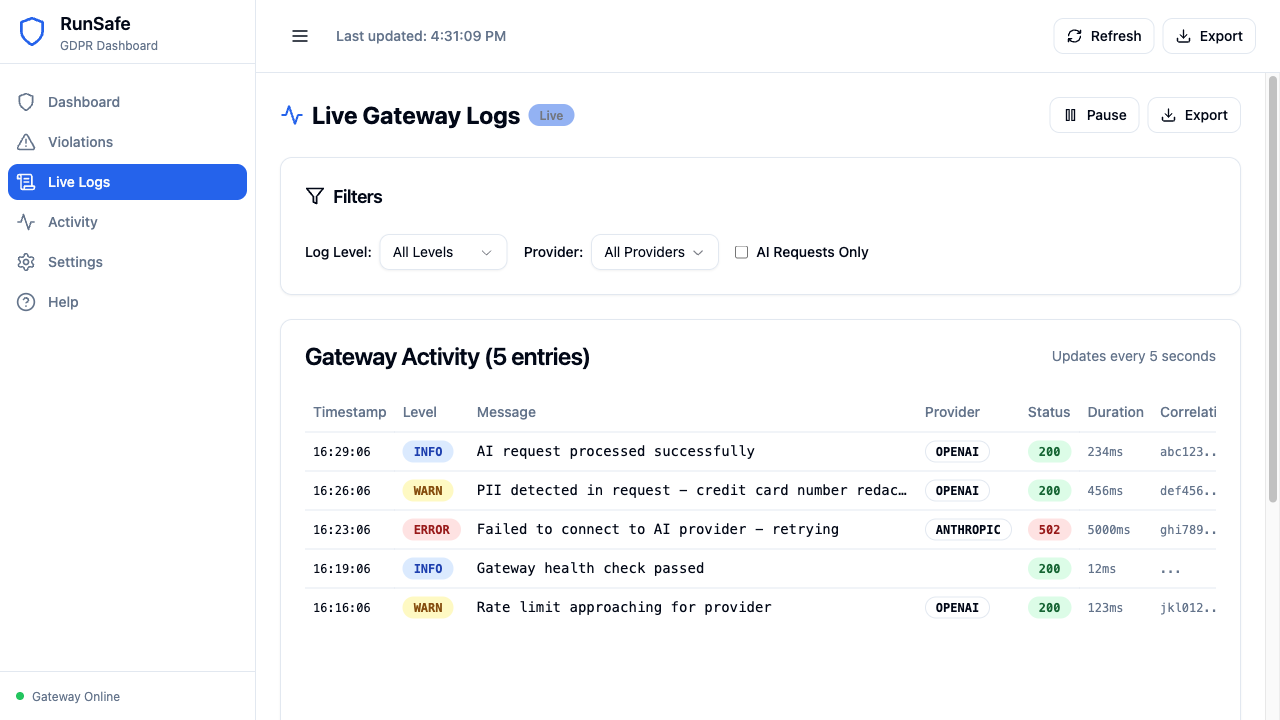 RunSafe
GDPR Dashboard
Last updated: 4:31:09 PM
Refresh
Export
Dashboard
Violations
Live Logs
Activity
Settings
Help
Live Gateway Logs
Live
Pause
Export
Filters
Log Level: All Levels Provider: All Providers AI Requests Only
Gateway Activity (5 entries)
Updates every 5 seconds
Timestamp Level Message Provider Status Duration Correlati
16:29:06 INFO AI request processed successfully OPENAI 200 234ms abc123..
16:26:06 WARN PII detected in request – credit card number redac… OPENAI 200 456ms def456..
16:23:06 ERROR Failed to connect to AI provider – retrying ANTHROPIC 502 5000ms ghi789..
16:19:06 INFO Gateway health check passed 200 12ms ...
16:16:06 WARN Rate limit approaching for provider OPENAI 200 123ms jkl012..
Gateway Online